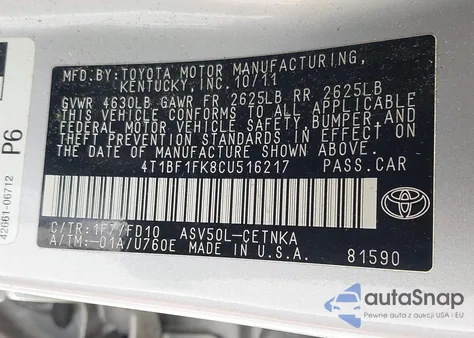 MFD.BY: TOYOTA MOTOR MANUFACTURING,
KENTUCKY, INC. 10/11
GVWR 4630LB GAWR FR 2625LB RR 2625LB
THIS VEHICLE CONFORMS TO ALL APPLICABLE
FEDERAL MOTOR VEHICLE SAFETY, BUMPER, AND
THEFT PREVENTION STANDARDS IN EFFECT ON
THE DATE OF MANUFACTURE SHOWN ABOVE.
4T1BF1FK8CU516217 PASS.CAR
C/TR: 1F7/FD10 ASV50L-CETNKA
A/TM: -01A/U760E MADE IN U.S.A. 81590
TOYOTA
P6
42661-06712
autoSnap
Pewne auta z aukcji USA i EU